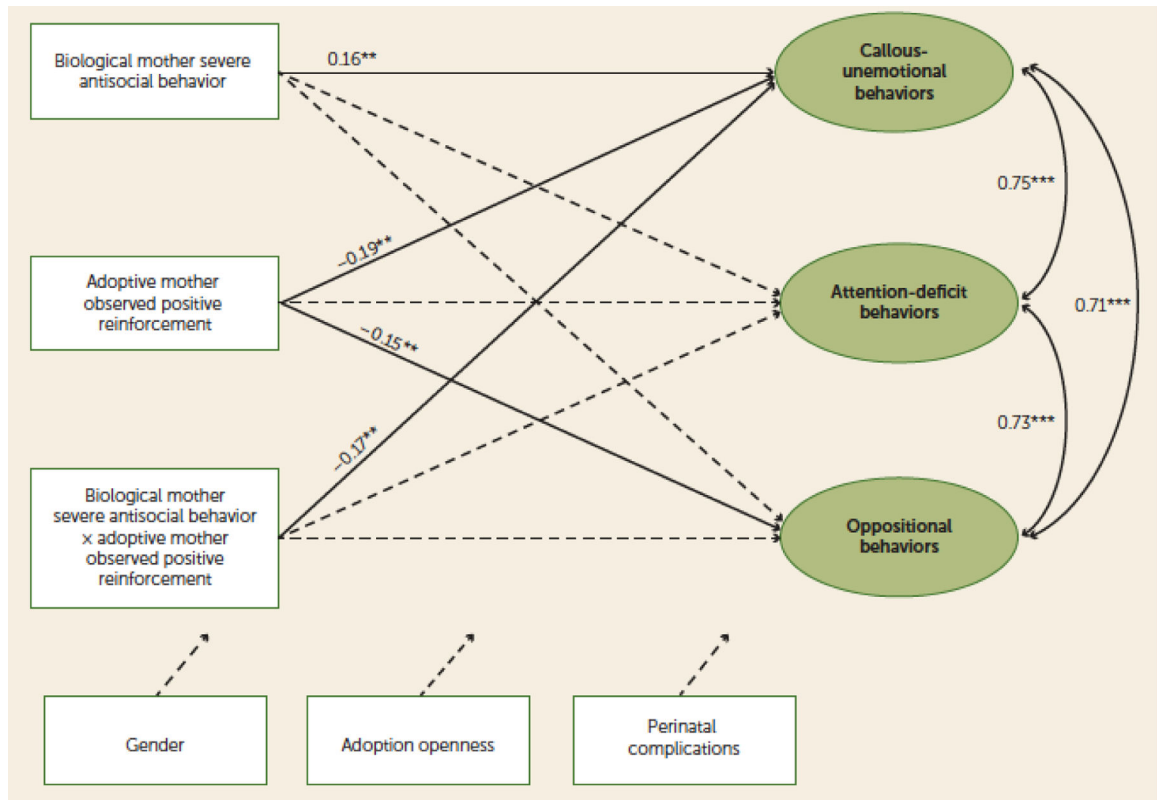 Biological mother severe
antisocial behavior
0.16**
Callous-
unemotional
behaviors
0.75***
Adoptive mother
observed positive
reinforcement
−0.19**
−0.15**
Attention-deficit
behaviors
0.71***
0.73***
Biological mother
severe antisocial behavior
× adoptive mother
observed positive
reinforcement
−0.17**
Oppositional
behaviors
Gender
Adoption openness
Perinatal
complications